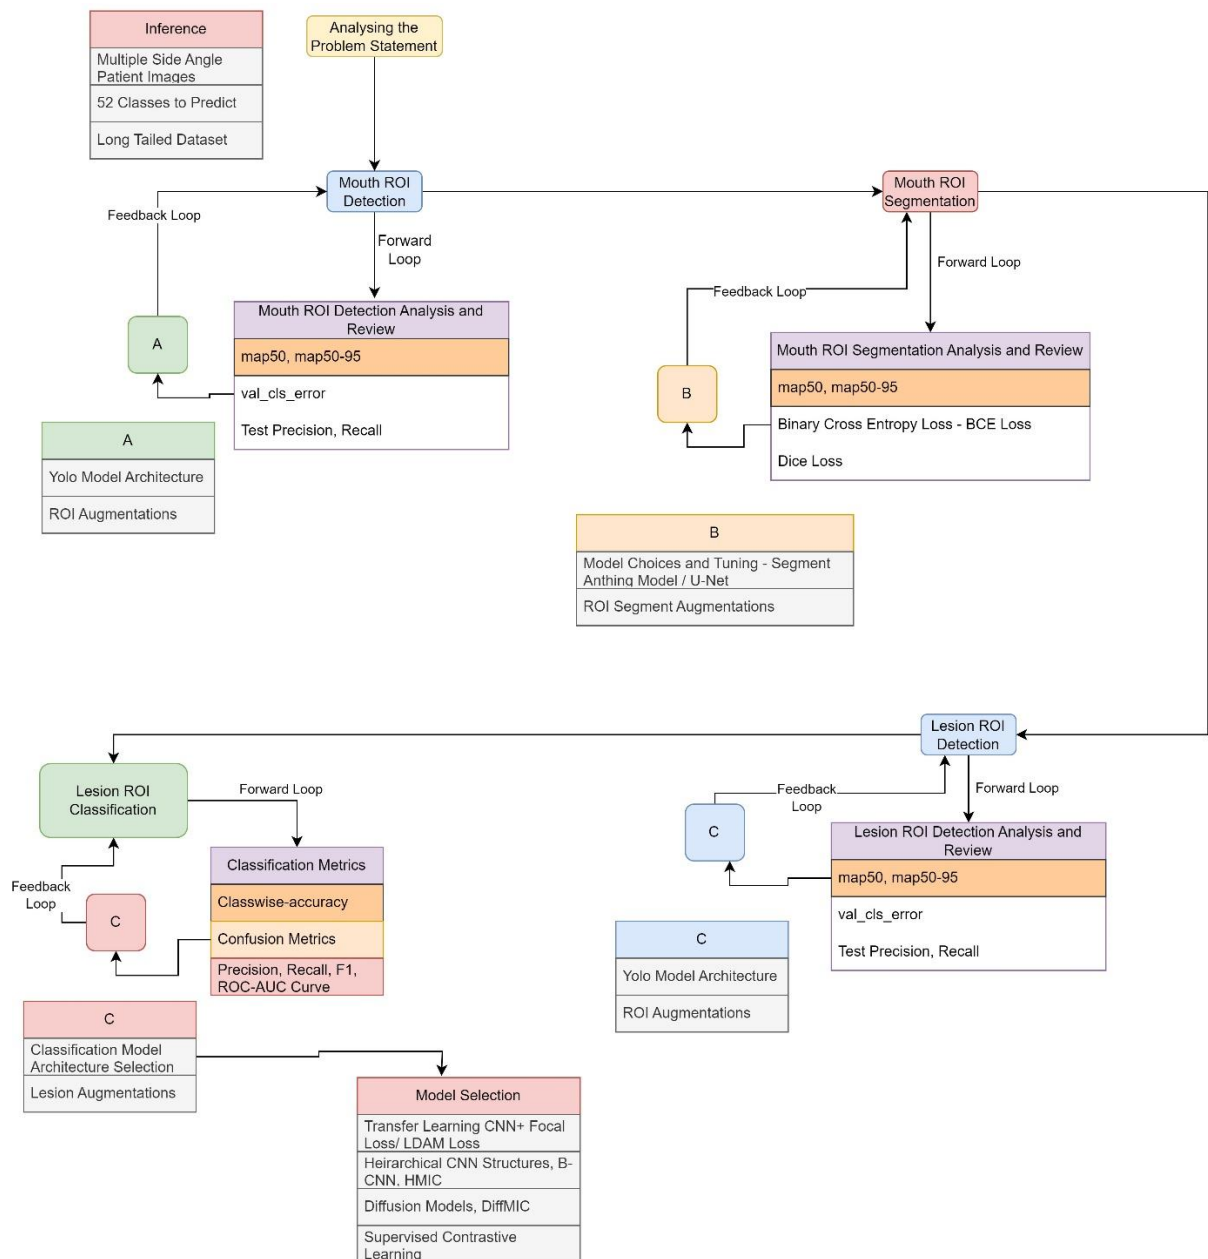 Inference
Multiple Side Angle
Patient Images
52 Classes to Predict
Long Tailed Dataset
Analysing the
Problem Statement
Mouth ROI
Detection
Mouth ROI
Segmentation
Feedback Loop
Forward
Loop
Forward Loop
Feedback Loop
Mouth ROI Detection Analysis and
Review
map50, map50-95
val_cls_error
Test Precision, Recall
A
Mouth ROI Segmentation Analysis and Review
map50, map50-95
Binary Cross Entropy Loss - BCE Loss
Dice Loss
B
A
Yolo Model Architecture
ROI Augmentations
B
Model Choices and Tuning - Segment
Anthing Model / U-Net
ROI Segment Augmentations
Lesion ROI
Detection
Lesion ROI
Classification
Forward Loop
Feedback
Loop
Forward Loop
C
Lesion ROI Detection Analysis and
Review
map50, map50-95
val_cls_error
Test Precision, Recall
Classification Metrics
Classwise-accuracy
Confusion Metrics
Precision, Recall, F1,
ROC-AUC Curve
Feedback
Loop
C
C
Yolo Model Architecture
ROI Augmentations
C
Classification Model
Architecture Selection
Lesion Augmentations
Model Selection
Transfer Learning CNN+ Focal
Loss/ LDAM Loss
Heirarchical CNN Structures, B-
CNN, HMIC
Diffusion Models, DiffMIC
Supervised Contrastive
Learning